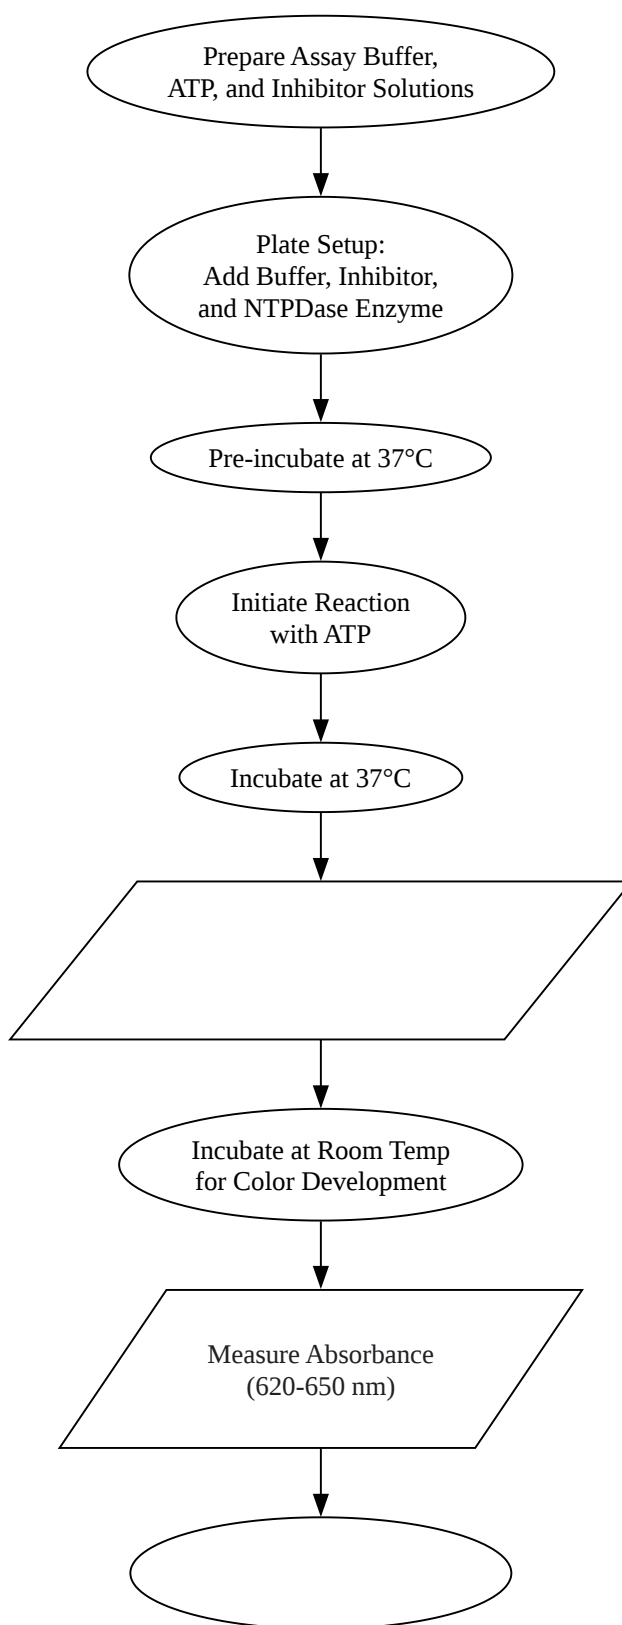 Prepare Assay Buffer,
ATP, and Inhibitor Solutions
Plate Setup:
Add Buffer, Inhibitor,
and NTPDase Enzyme
Pre-incubate at 37°C
Initiate Reaction
with ATP
Incubate at 37°C
Incubate at Room Temp
for Color Development
Measure Absorbance
(620-650 nm)